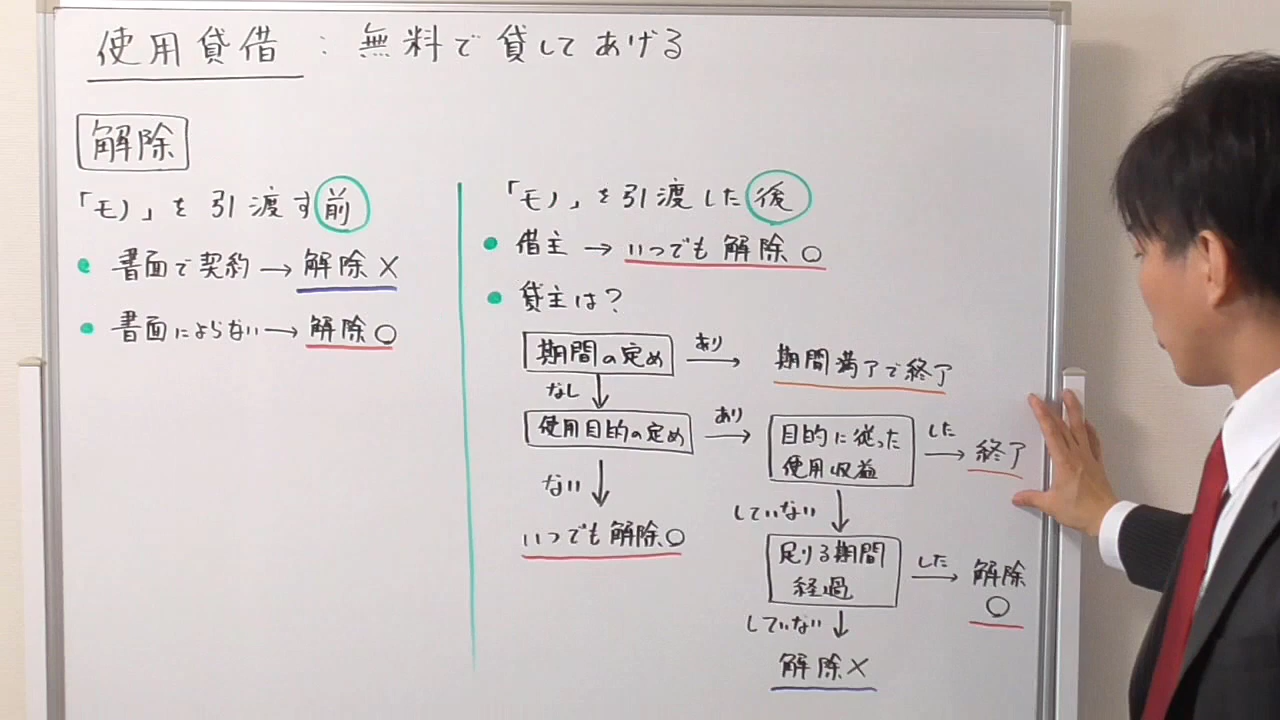 使用貸借：無料で貸してあげる
解除
「モノ」を引渡す前
書面で契約→解除×
書面によらない→解除○
「モノ」を引渡した後
借主→いつでも解除○
貸主は？
期間の定め
あり
→
期間満了で終了
なし
↓
使用目的の定め
あり
→
目的に従った
使用収益
した
→
終了
ない
↓
いつでも解除○
していない
↓
足りる期間
経過
した
→
解除
○
していない
↓
解除×